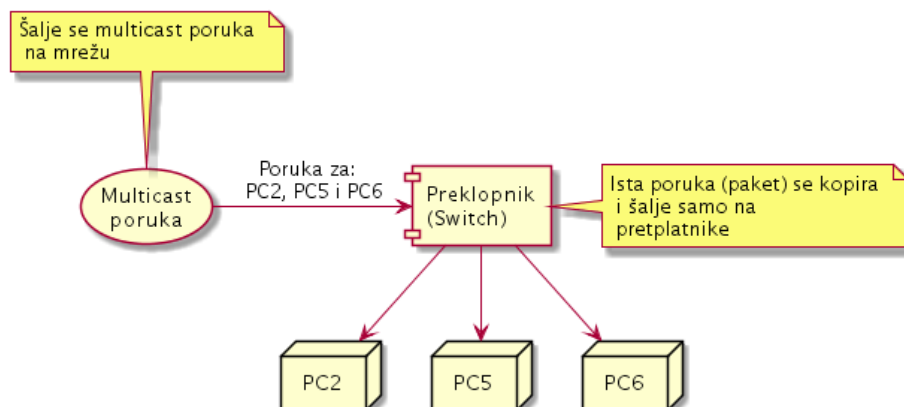 Šalje se multicast poruka
na mrežu
Multicast
poruka
Poruka za:
PC2, PC5 i PC6
Preklopnik
(Switch)
Ista poruka (paket) se kopira
i šalje samo na
pretplatnike
PC2
PC5
PC6